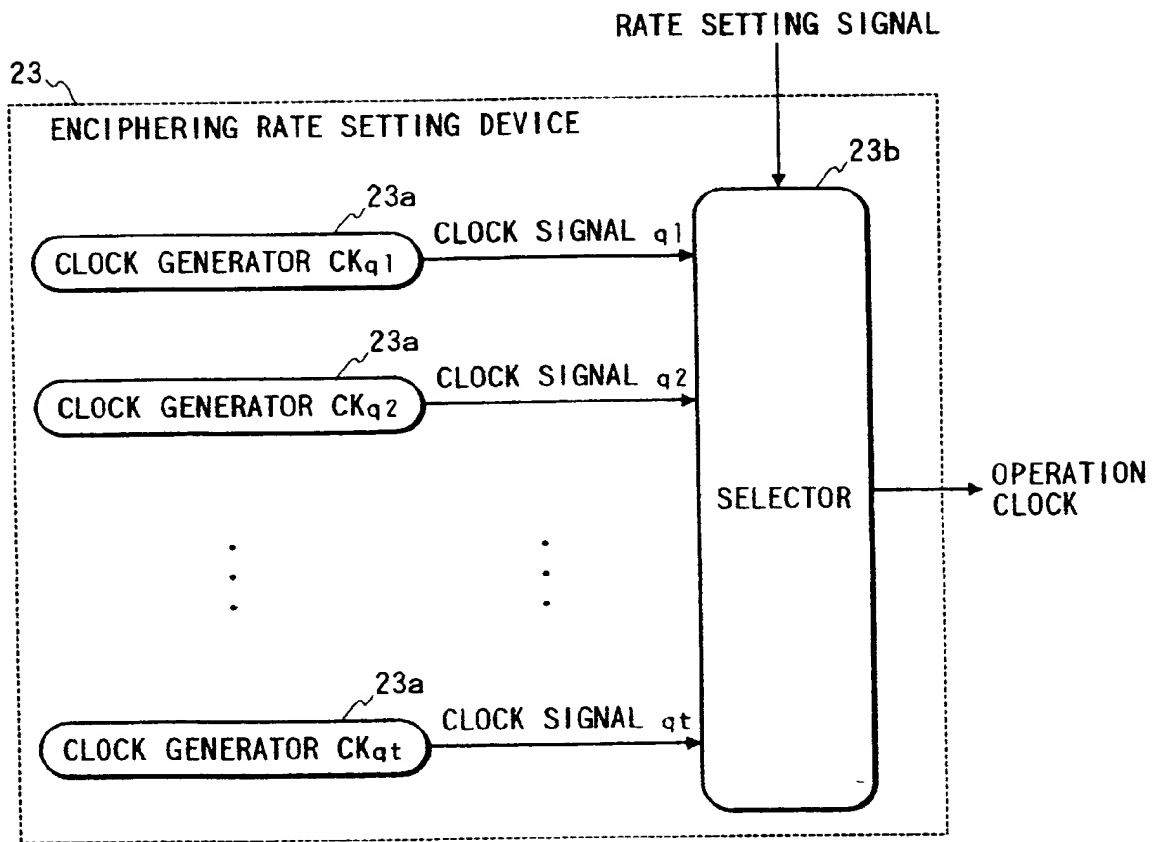 RATE SETTING SIGNAL
23
ENCIPHERING RATE SETTING DEVICE
23b
23a
CLOCK SIGNAL q1
CLOCK GENERATOR CKq1
23a
CLOCK SIGNAL q2
CLOCK GENERATOR CKq2
SELECTOR
OPERATION
CLOCK
23a
CLOCK SIGNAL qt
CLOCK GENERATOR CKqt